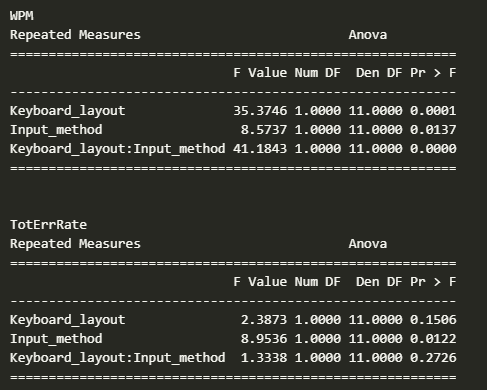 WPM
Repeated Measures                           Anova
=========================================================
                             F Value Num DF  Den DF Pr > F
---------------------------------------------------------
Keyboard_layout              35.3746 1.0000 11.0000 0.0001
Input_method                  8.5737 1.0000 11.0000 0.0137
Keyboard_layout:Input_method 41.1843 1.0000 11.0000 0.0000
=========================================================
TotErrRate
Repeated Measures                           Anova
=========================================================
                             F Value Num DF  Den DF Pr > F
---------------------------------------------------------
Keyboard_layout               2.3873 1.0000 11.0000 0.1506
Input_method                  8.9536 1.0000 11.0000 0.0122
Keyboard_layout:Input_method  1.3338 1.0000 11.0000 0.2726
=========================================================